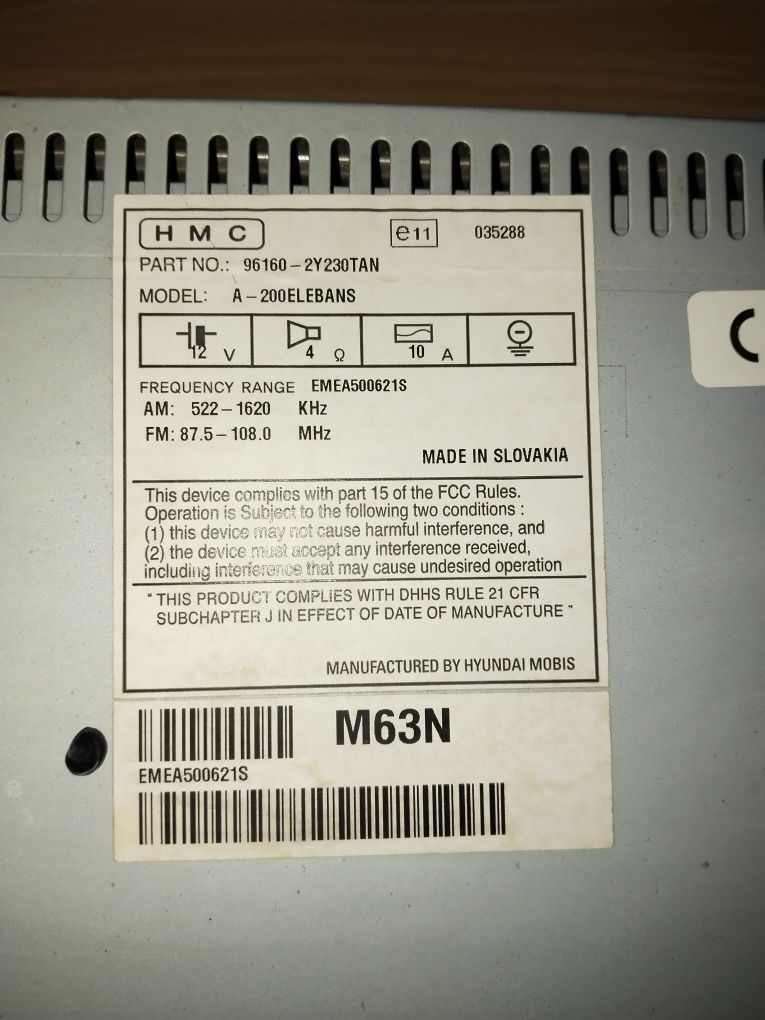 HMC e11 035288
PART NO.: 96160-2Y230TAN
MODEL: A-200ELEBANS
12 V 4 Ω 10 A
FREQUENCY RANGE EMEA500621S
AM: 522-1620 KHz
FM: 87.5-108.0 MHz
MADE IN SLOVAKIA
This device complies with part 15 of the FCC Rules.
Operation is Subject to the following two conditions :
(1) this device may not cause harmful interference, and
(2) the device must accept any interference received,
including interference that may cause undesired operation
" THIS PRODUCT COMPLIES WITH DHHS RULE 21 CFR
SUBCHAPTER J IN EFFECT OF DATE OF MANUFACTURE "
MANUFACTURED BY HYUNDAI MOBIS
M63N
EMEA500621S